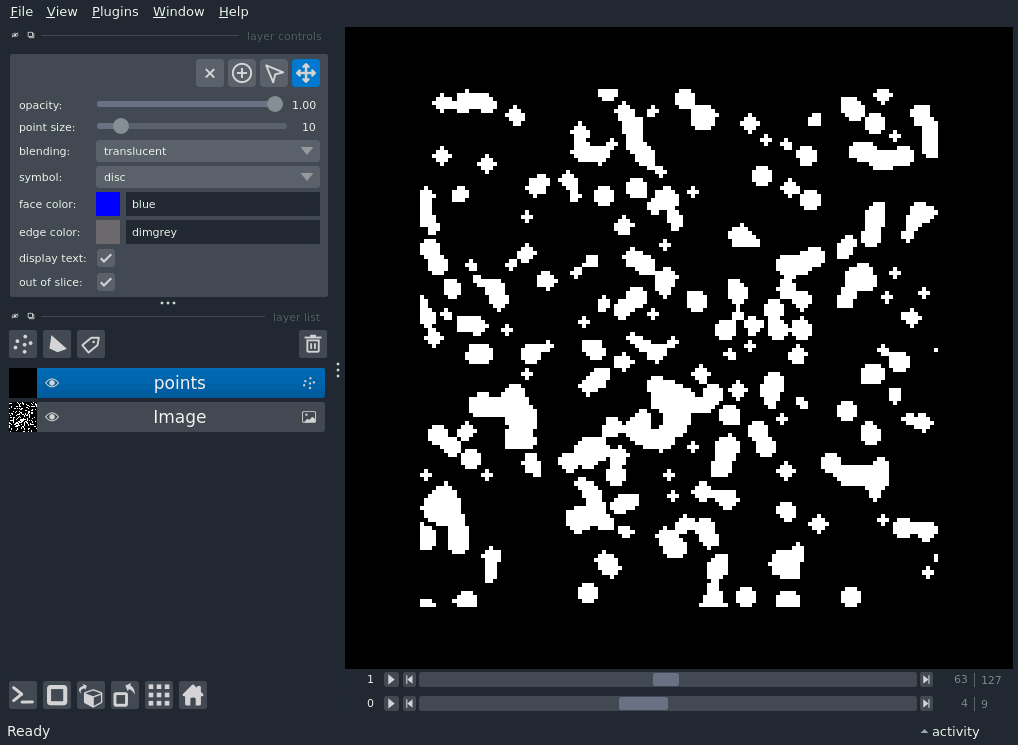 File View Plugins Window Help
layer controls
opacity: 1.00
point size: 10
blending: translucent
symbol: disc
face color: blue
edge color: dimgrey
display text:
out of slice:
layer list
points
Image
1 63 127
0 4 9
Ready activity